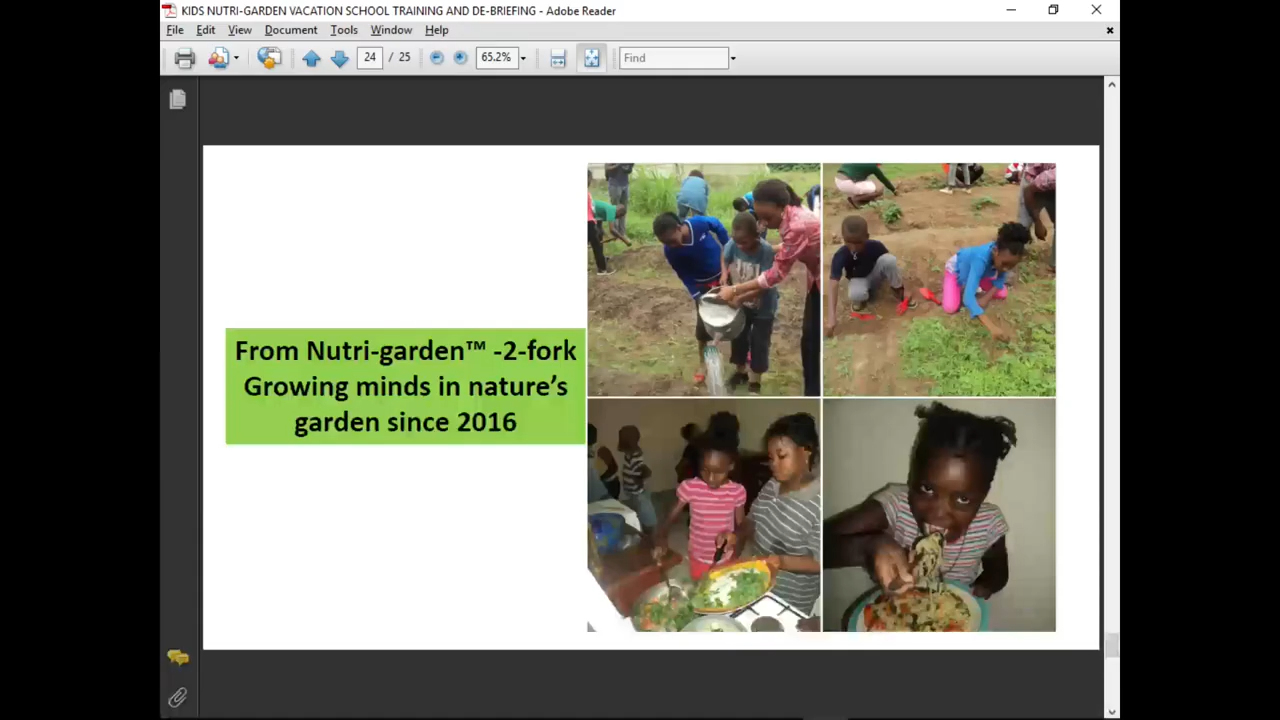 KIDS NUTRI-GARDEN VACATION SCHOOL TRAINING AND DE-BRIEFING - Adobe Reader
File Edit View Document Tools Window Help
24 / 25 65.2% Find
From Nutri-garden™ -2-fork
Growing minds in nature's
garden since 2016